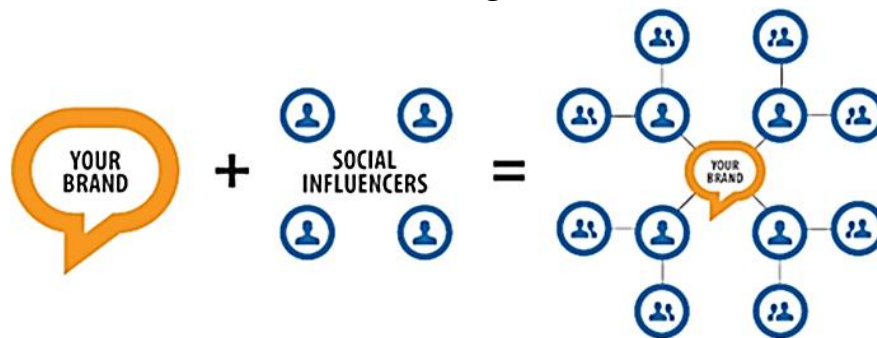 YOUR
BRAND
+
SOCIAL
INFLUENCERS
=
YOUR
BRAND